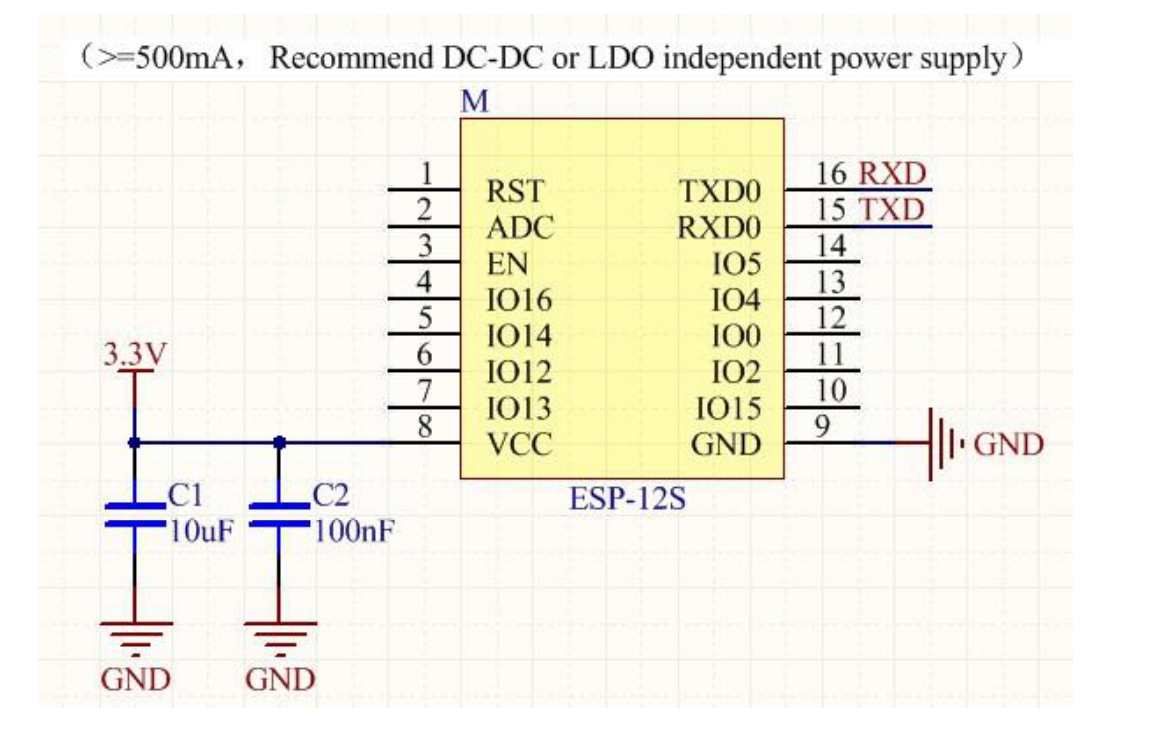 （>=500mA， Recommend DC-DC or LDO independent power supply）
M
1 RST TXD0 16 RXD
2 ADC RXD0 15 TXD
3 EN IO5 14
4 IO16 IO4 13
5 IO14 IO0 12
3.3V 6 IO12 IO2 11
7 IO13 IO15 10
8 VCC GND 9 GND
C1 C2 ESP-12S
10uF 100nF
GND GND